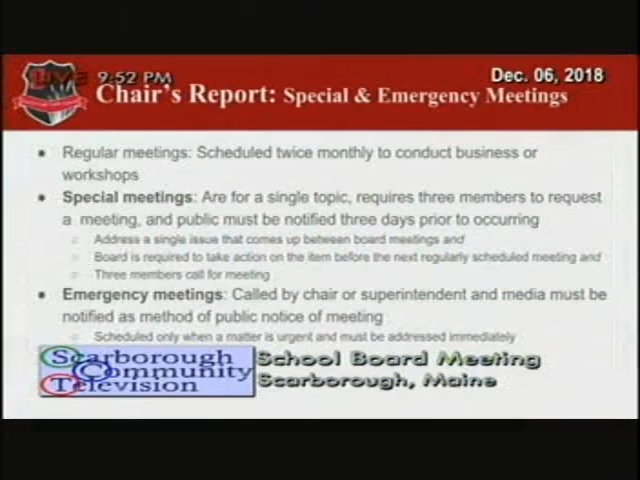 LIVE 9:52 PM
Dec. 06, 2018
Chair's Report: Special & Emergency Meetings
• Regular meetings: Scheduled twice monthly to conduct business or
workshops
• Special meetings: Are for a single topic, requires three members to request
a meeting, and public must be notified three days prior to occurring
○ Address a single issue that comes up between board meetings and
○ Board is required to take action on the item before the next regularly scheduled meeting and
○ Three members call for meeting
• Emergency meetings: Called by chair or superintendent and media must be
notified as method of public notice of meeting
○ Scheduled only when a matter is urgent and must be addressed immediately
Scarborough
Community
Television
School Board Meeting
Scarborough, Maine